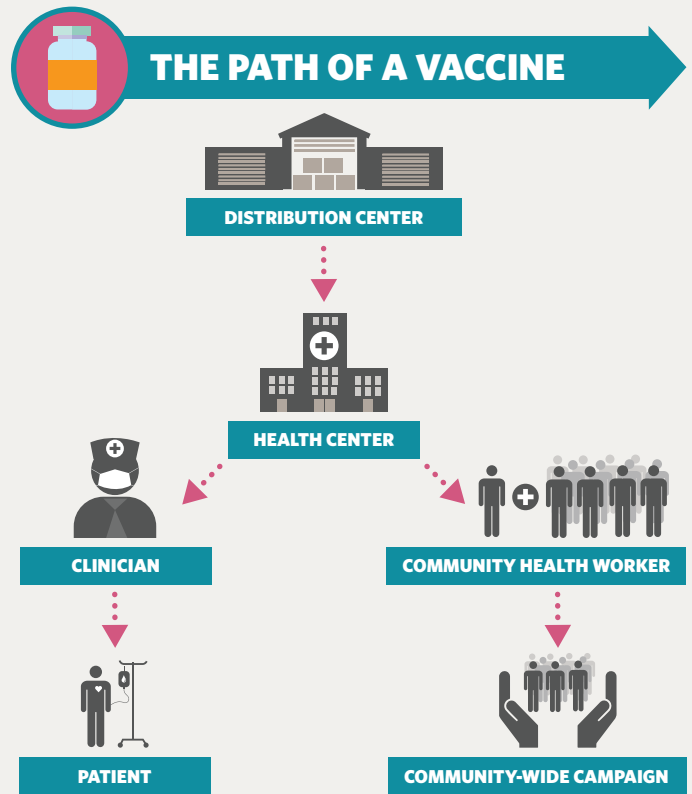 THE PATH OF A VACCINE
DISTRIBUTION CENTER
HEALTH CENTER
CLINICIAN
COMMUNITY HEALTH WORKER
PATIENT
COMMUNITY-WIDE CAMPAIGN